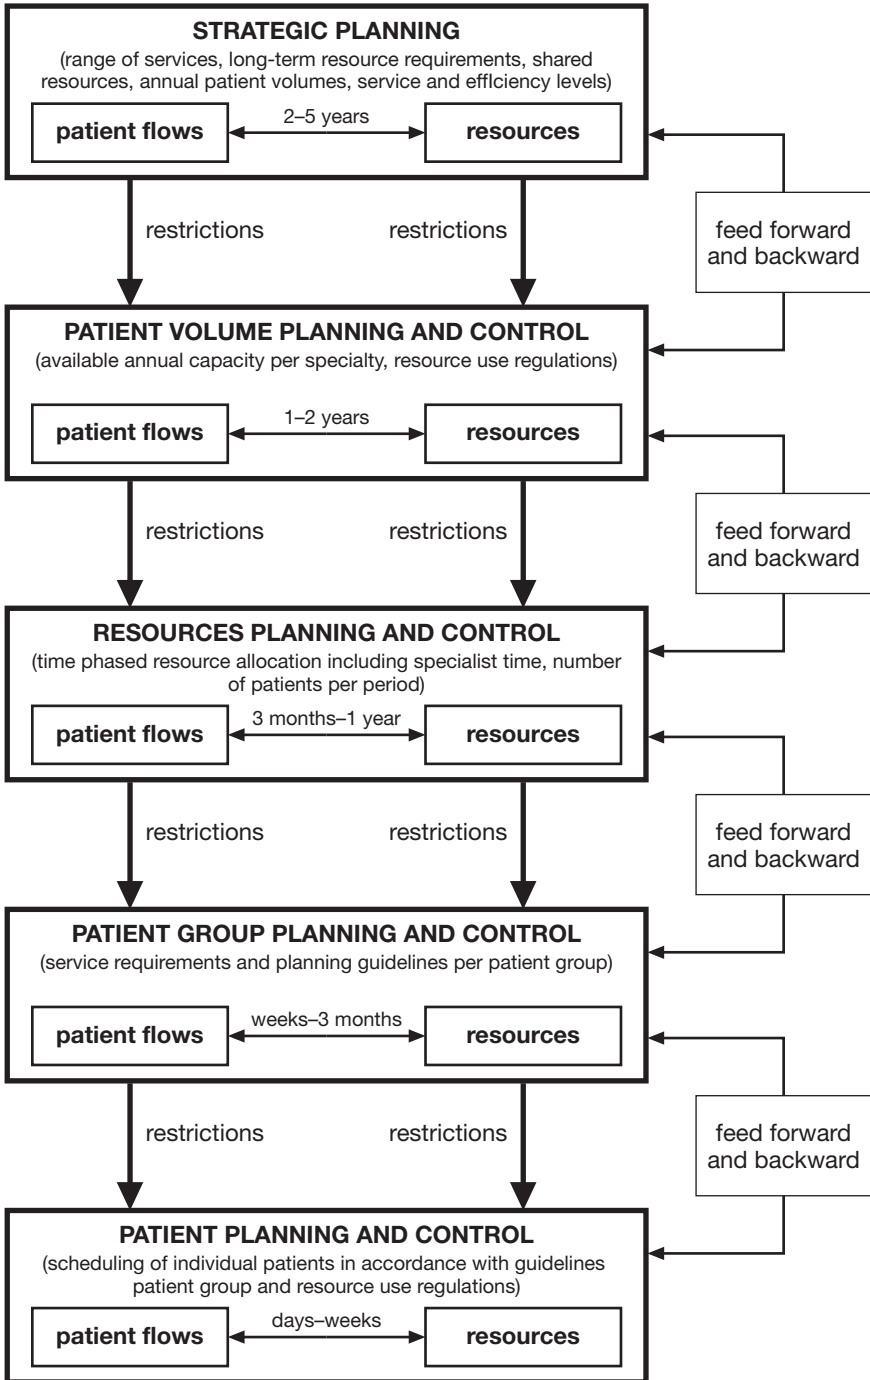 STRATEGIC PLANNING
(range of services, long-term resource requirements, shared
resources, annual patient volumes, service and efficiency levels)
patient flows
2–5 years
resources
restrictions
restrictions
feed forward
and backward
PATIENT VOLUME PLANNING AND CONTROL
(available annual capacity per specialty, resource use regulations)
patient flows
1–2 years
resources
restrictions
restrictions
feed forward
and backward
RESOURCES PLANNING AND CONTROL
(time phased resource allocation including specialist time, number
of patients per period)
patient flows
3 months–1 year
resources
restrictions
restrictions
feed forward
and backward
PATIENT GROUP PLANNING AND CONTROL
(service requirements and planning guidelines per patient group)
patient flows
weeks–3 months
resources
restrictions
restrictions
feed forward
and backward
PATIENT PLANNING AND CONTROL
(scheduling of individual patients in accordance with guidelines
patient group and resource use regulations)
patient flows
days–weeks
resources